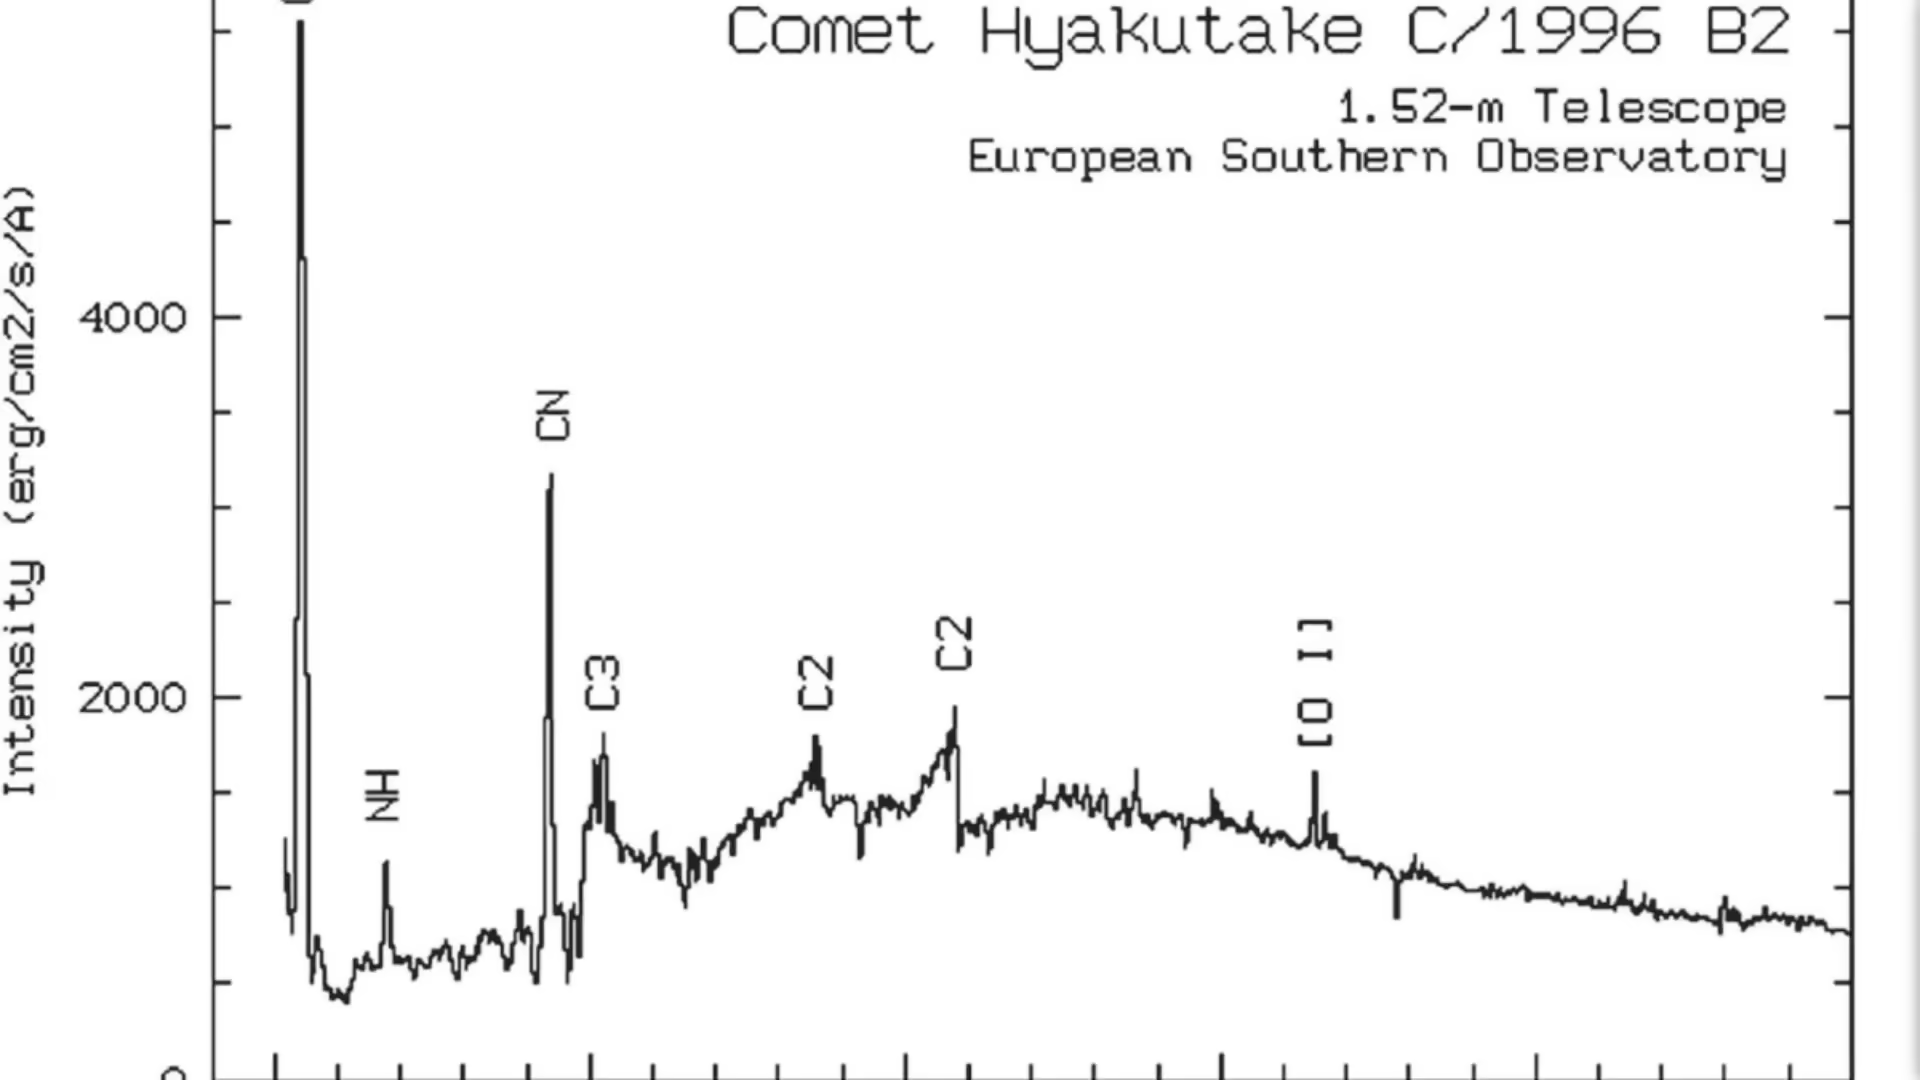 Comet Hyakutake C/1996 B2
1.52-m Telescope
European Southern Observatory
Intensity (erg/cm2/s/A)
4000
2000
NH
CN
C3
C2
C2
[O I]